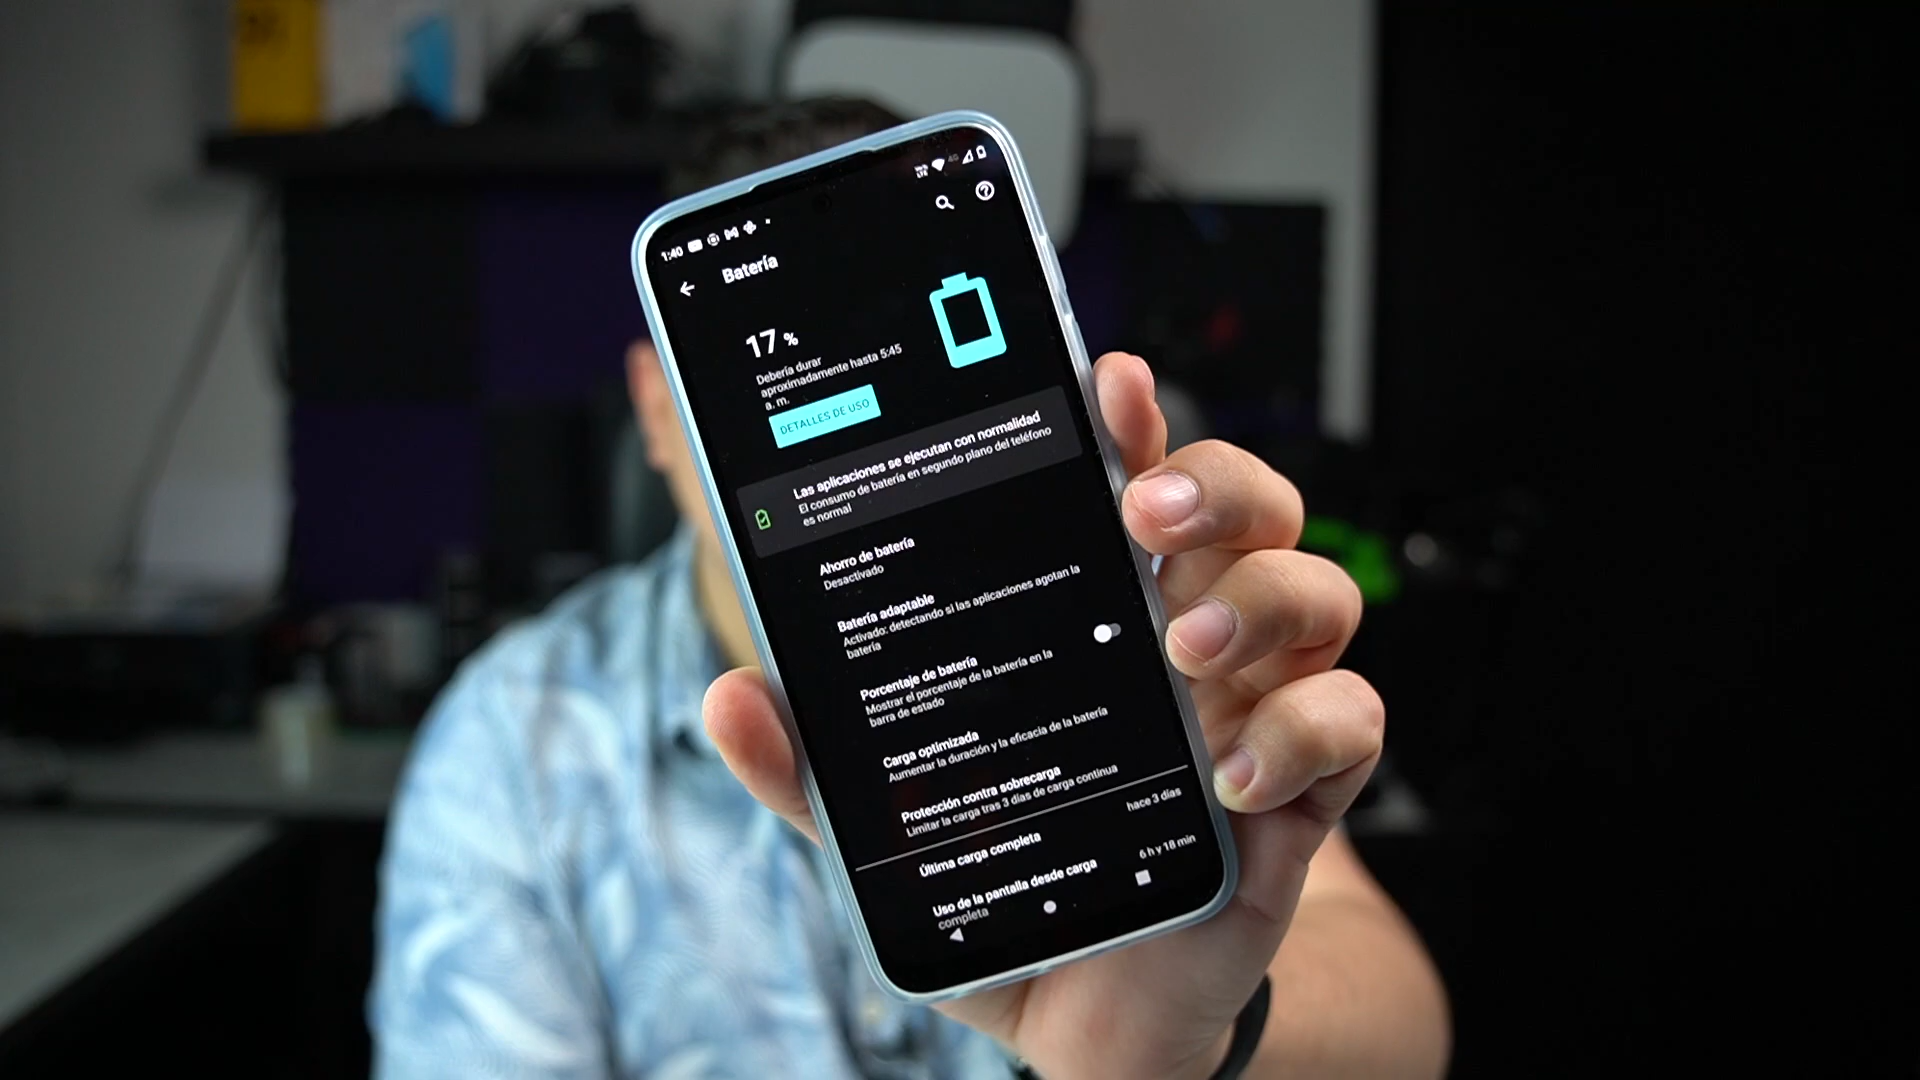 1:40
VoLTE 4G
Batería
17 %
Debería durar
aproximadamente hasta 5:45
a. m.
DETALLES DE USO
Las aplicaciones se ejecutan con normalidad
El consumo de batería en segundo plano del teléfono
es normal
Ahorro de batería
Desactivado
Batería adaptable
Activado: detectando si las aplicaciones agotan la
batería
Porcentaje de batería
Mostrar el porcentaje de la batería en la
barra de estado
Carga optimizada
Aumentar la duración y la eficacia de la batería
Protección contra sobrecarga
Limitar la carga tras 3 días de carga continua
Última carga completa hace 3 días
Uso de la pantalla desde carga 6 h y 18 min
completa